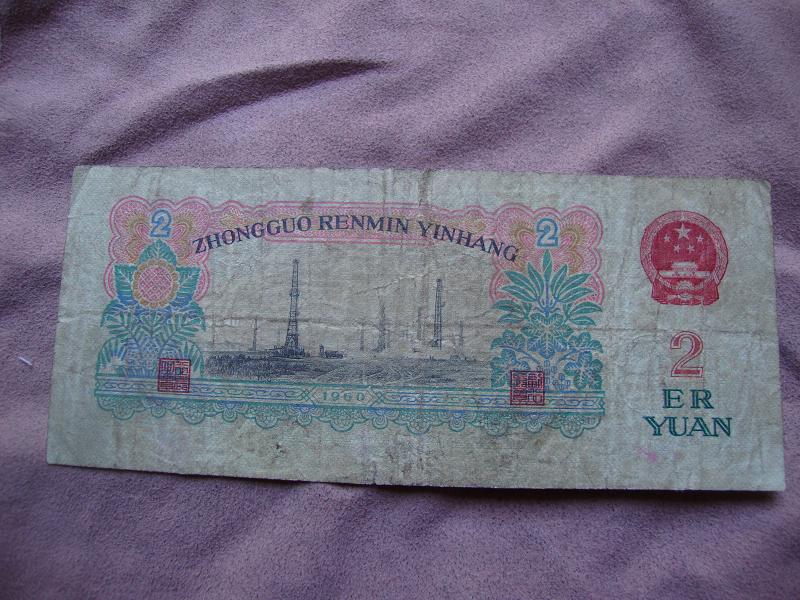 2
ZHONGGUO RENMIN YINHANG
2
1960
2
ER
YUAN